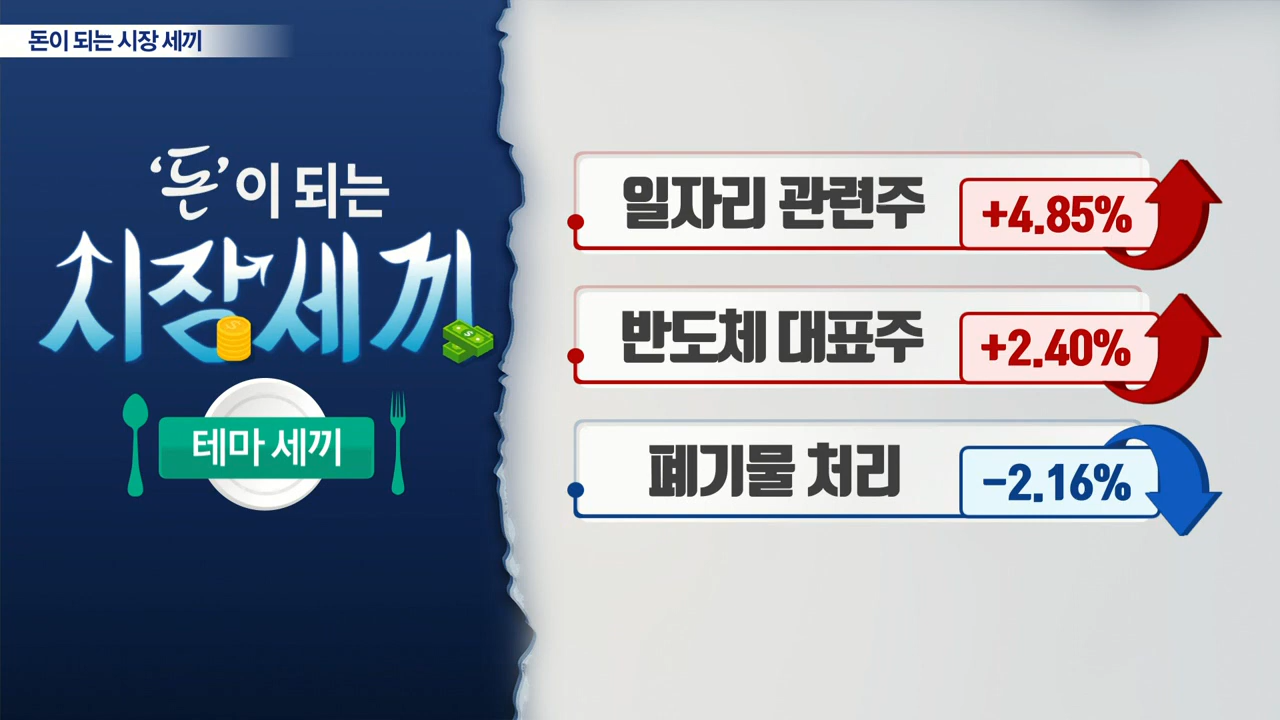 돈이 되는 시장 세끼
'돈'이 되는
시장세끼
테마 세끼
일자리 관련주 +4.85%
반도체 대표주 +2.40%
폐기물 처리 -2.16%